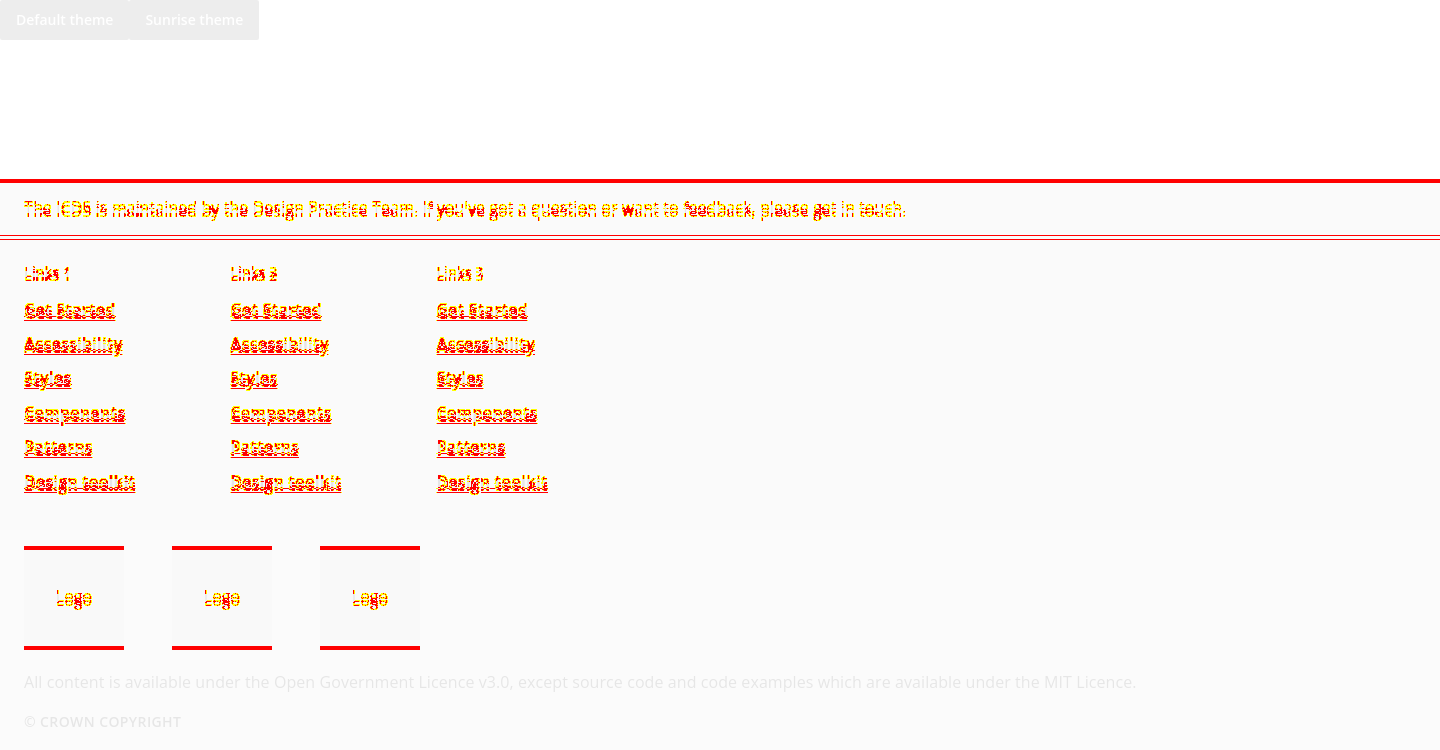 Default theme Sunrise theme
The ICDS is maintained by the Design Practice Team. If you've got a question or want to feedback, please get in touch.
Links 1 Links 2 Links 3
Get Started Get Started Get Started
Accessibility Accessibility Accessibility
Styles Styles Styles
Components Components Components
Patterns Patterns Patterns
Design toolkit Design toolkit Design toolkit
Logo Logo Logo
All content is available under the Open Government Licence v3.0, except source code and code examples which are available under the MIT Licence.
© CROWN COPYRIGHT